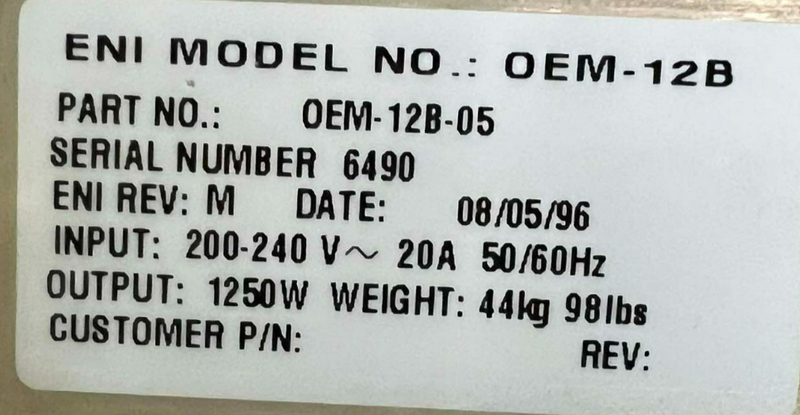 ENI MODEL NO.: OEM-12B
PART NO.: OEM-12B-05
SERIAL NUMBER 6490
ENI REV: M DATE: 08/05/96
INPUT: 200-240 V~ 20A 50/60Hz
OUTPUT: 1250W WEIGHT: 44kg 98lbs
CUSTOMER P/N: REV: